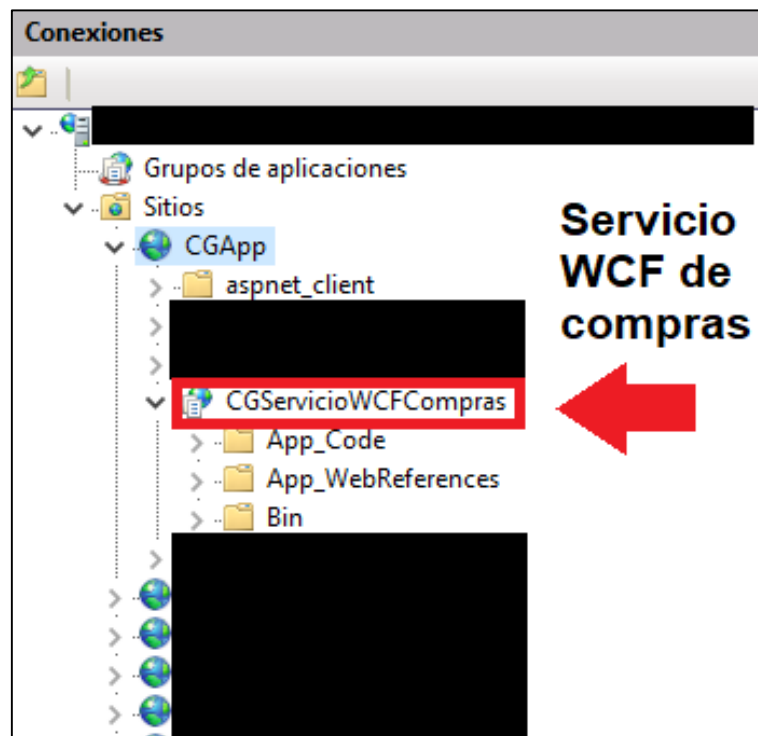 Conexiones
Grupos de aplicaciones
Sitios
CGApp
aspnet_client
Servicio
WCF de
compras
CGServicioWCFCompras
App_Code
App_WebReferences
Bin